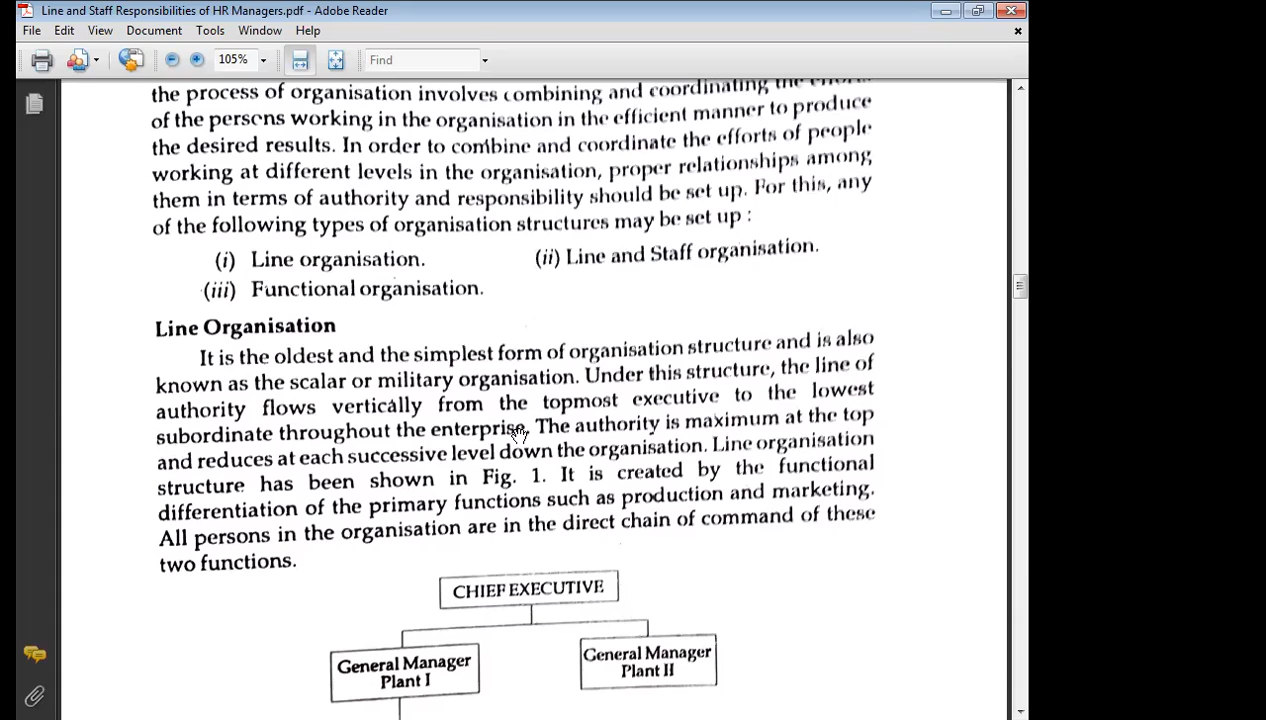 Line and Staff Responsibilities of HR Managers.pdf - Adobe Reader
File Edit View Document Tools Window Help
105% Find
the process of organisation involves combining and coordinating the efforts
of the persons working in the organisation in the efficient manner to produce
the desired results. In order to combine and coordinate the efforts of people
working at different levels in the organisation, proper relationships among
them in terms of authority and responsibility should be set up. For this, any
of the following types of organisation structures may be set up :
(i) Line organisation. (ii) Line and Staff organisation.
(iii) Functional organisation.
Line Organisation
It is the oldest and the simplest form of organisation structure and is also
known as the scalar or military organisation. Under this structure, the line of
authority flows vertically from the topmost executive to the lowest
subordinate throughout the enterprise. The authority is maximum at the top
and reduces at each successive level down the organisation. Line organisation
structure has been shown in Fig. 1. It is created by the functional
differentiation of the primary functions such as production and marketing.
All persons in the organisation are in the direct chain of command of these
two functions.
CHIEF EXECUTIVE
General Manager
Plant I
General Manager
Plant II